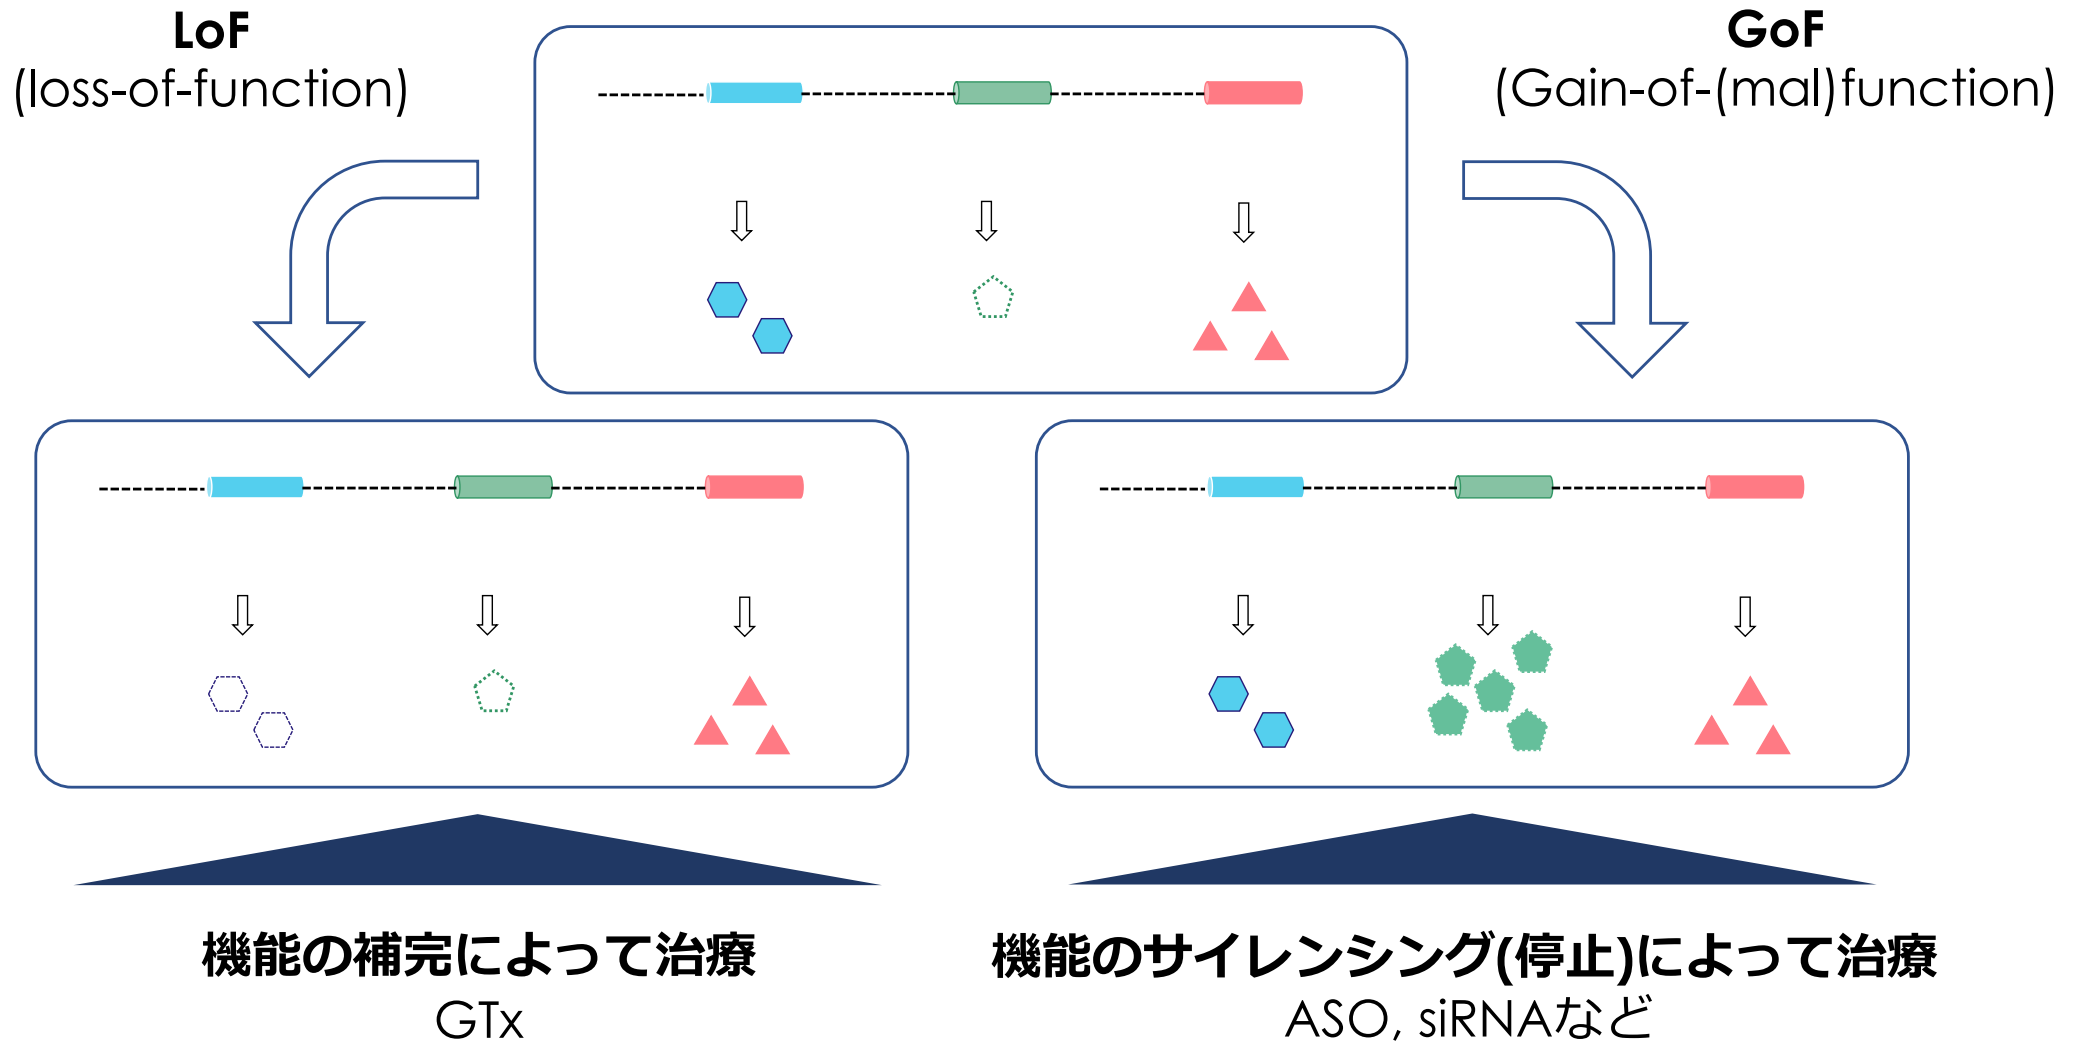 LoF
(loss-of-function)
GoF
(Gain-of-(mal)function)
機能の補完によって治療
GTx
機能のサイレンシング(停止)によって治療
ASO, siRNAなど